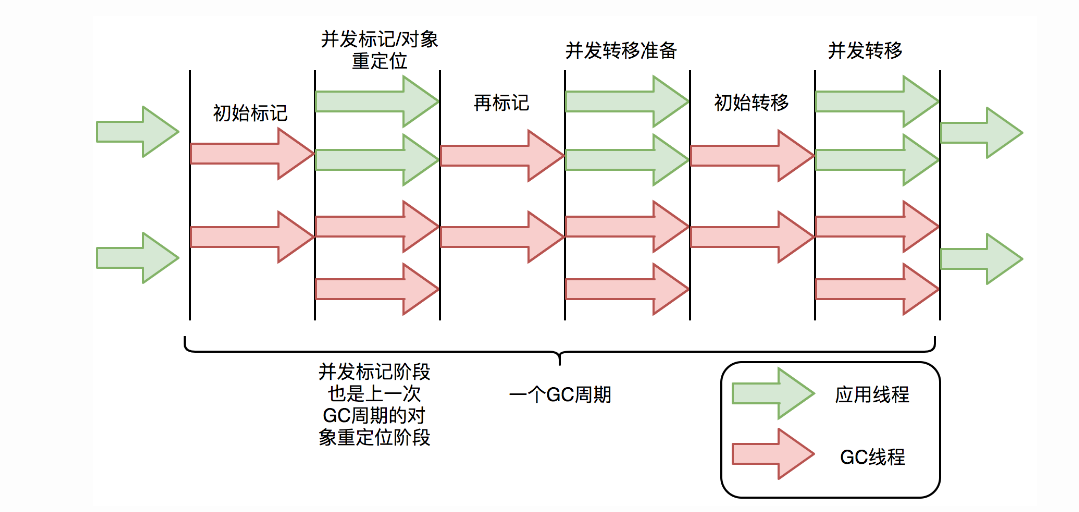 并发标记/对象
重定位
并发转移准备
并发转移
初始标记
再标记
初始转移
并发标记阶段
也是上一次
GC周期的对
象重定位阶段
一个GC周期
应用线程
GC线程